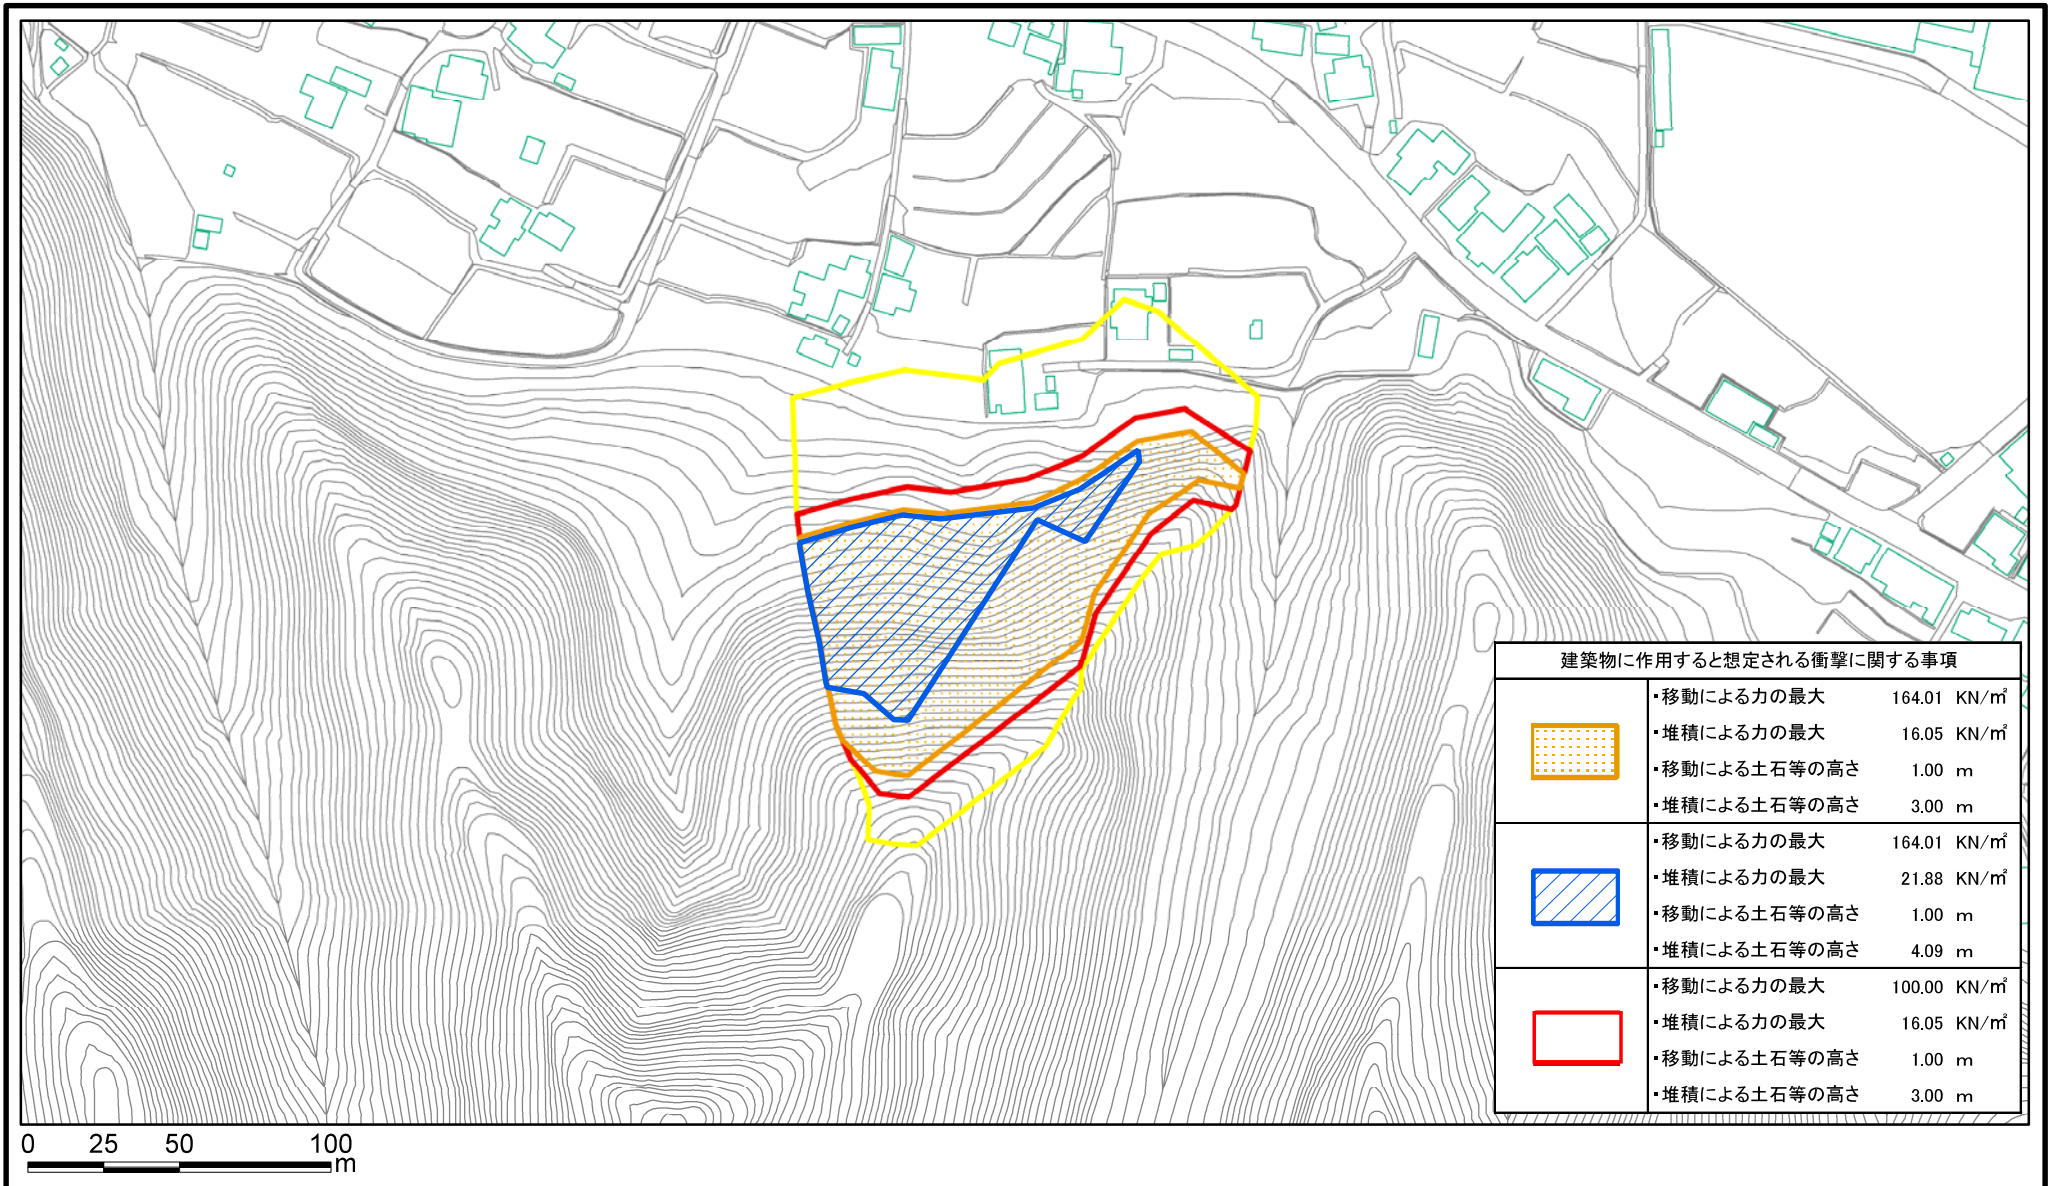 建築物に作用すると想定される衝撃に関する事項
・移動による力の最大 164.01 KN/㎡
・堆積による力の最大 16.05 KN/㎡
・移動による土石等の高さ 1.00 m
・堆積による土石等の高さ 3.00 m
・移動による力の最大 164.01 KN/㎡
・堆積による力の最大 21.88 KN/㎡
・移動による土石等の高さ 1.00 m
・堆積による土石等の高さ 4.09 m
・移動による力の最大 100.00 KN/㎡
・堆積による力の最大 16.05 KN/㎡
・移動による土石等の高さ 1.00 m
・堆積による土石等の高さ 3.00 m
0 25 50 100
m